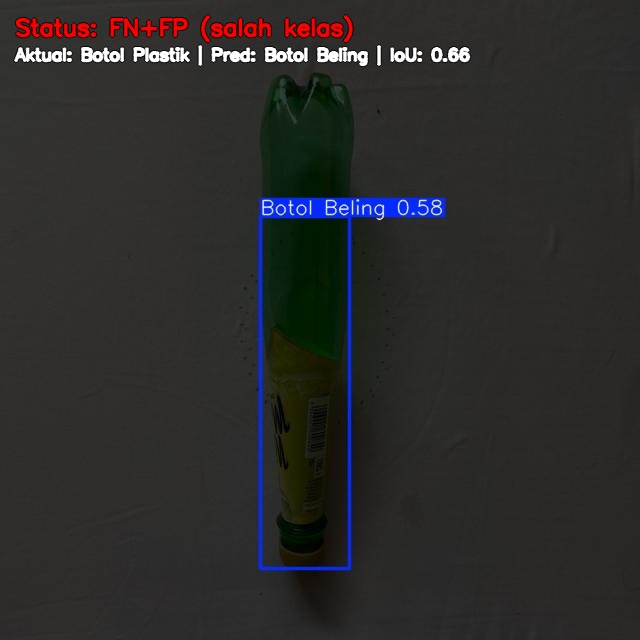 Status: FN+FP (salah kelas)
Aktual: Botol Plastik | Pred: Botol Beling | IoU: 0.66
Botol Beling 0.58